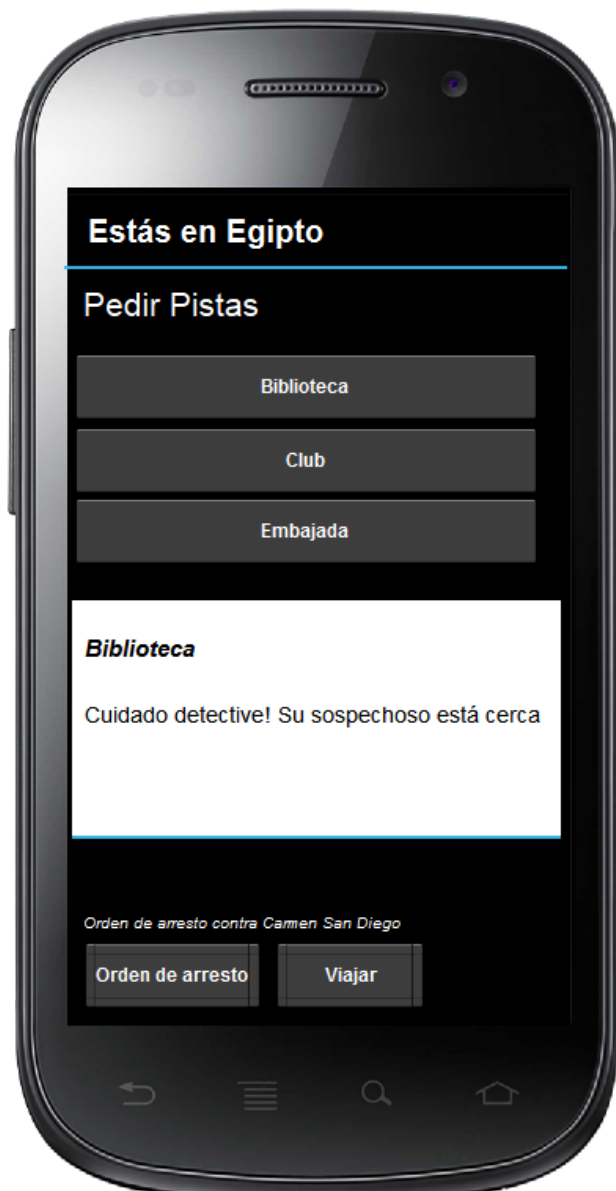 Estás en Egipto
Pedir Pistas
Biblioteca
Club
Embajada
Biblioteca
Cuidado detective! Su sospechoso está cerca
Orden de arresto contra Carmen San Diego
Orden de arresto
Viajar